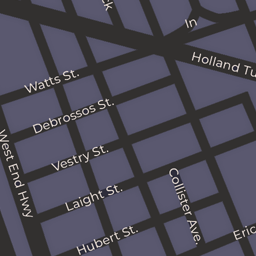 ck
In
Holland Tu
Watts St.
Debrossos St.
West End Hwy
Vestry St.
Laight St.
Collister Ave.
Hubert St.
Eric